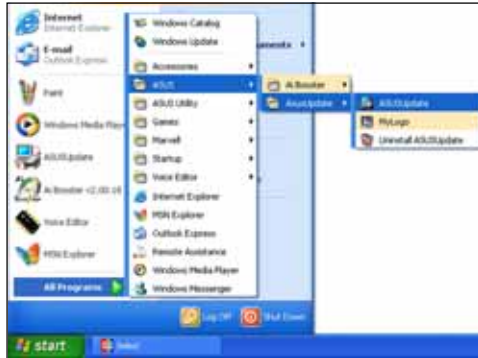 Internet
Internet Explorer
E-mail
Outlook Express
Paint
Windows Media Player
ASUSUpdate
Ai Booster v2.00.16
Voice Editor
MSN Explorer
All Programs
Windows Catalog
Windows Update
Accessories
ASUS
ASUS Utility
Games
Marvell
Startup
Voice Editor
Internet Explorer
MSN Explorer
Outlook Express
Remote Assistance
Windows Media Player
Windows Messenger
Ai Booster
AsusUpdate
ASUSUpdate
MyLogo
Uninstall ASUSUpdate
Log Off
Shut Down
start